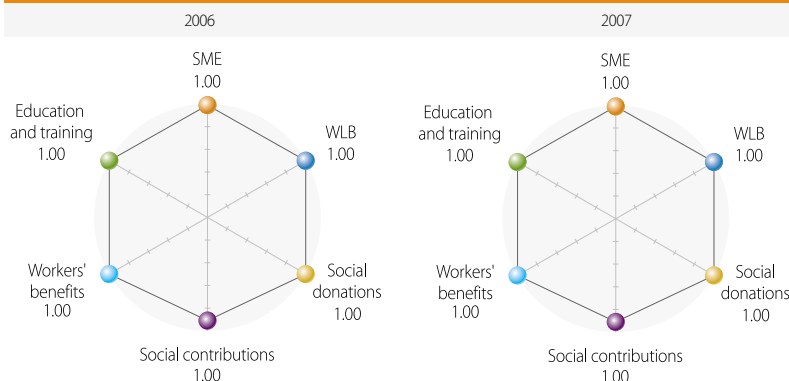 2006
SME
1.00
Education
and training
1.00
WLB
1.00
Workers'
benefits
1.00
Social
donations
1.00
Social contributions
1.00
2007
SME
1.00
Education
and training
1.00
WLB
1.00
Workers'
benefits
1.00
Social
donations
1.00
Social contributions
1.00